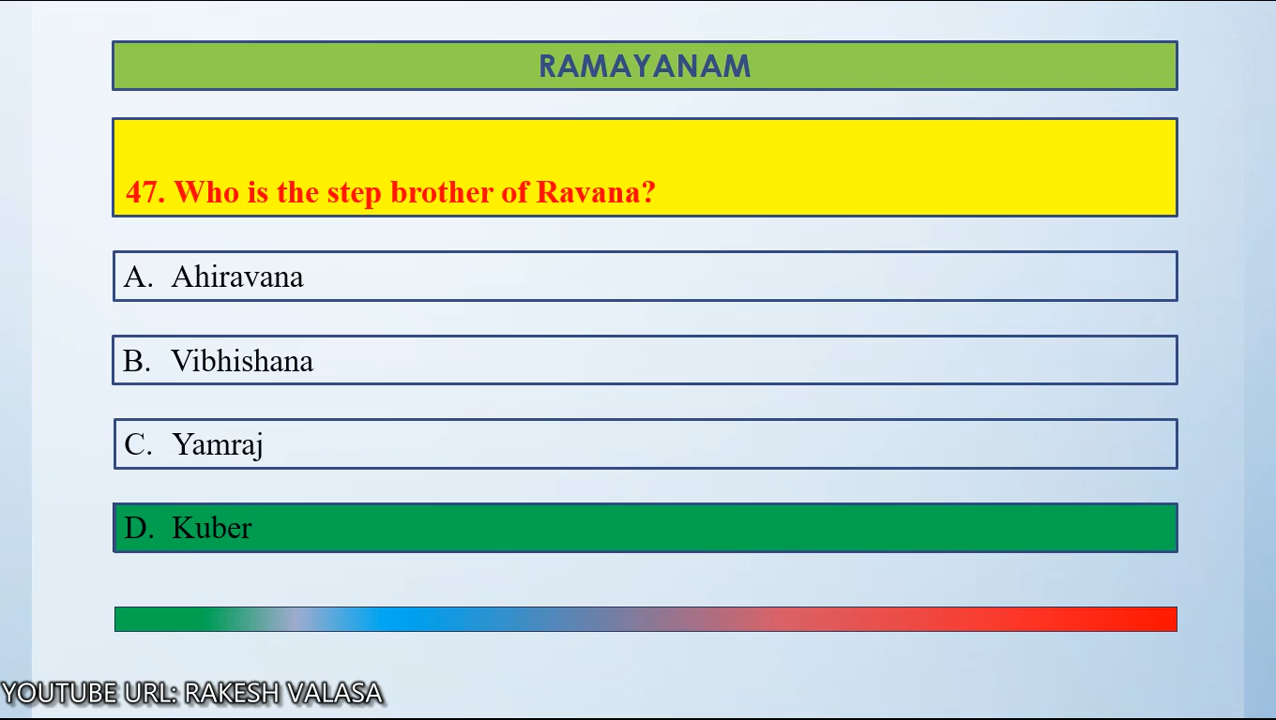 RAMAYANAM
47. Who is the step brother of Ravana?
A. Ahiravana
B. Vibhishana
C. Yamraj
D. Kuber
YOUTUBE URL: RAKESH VALASA